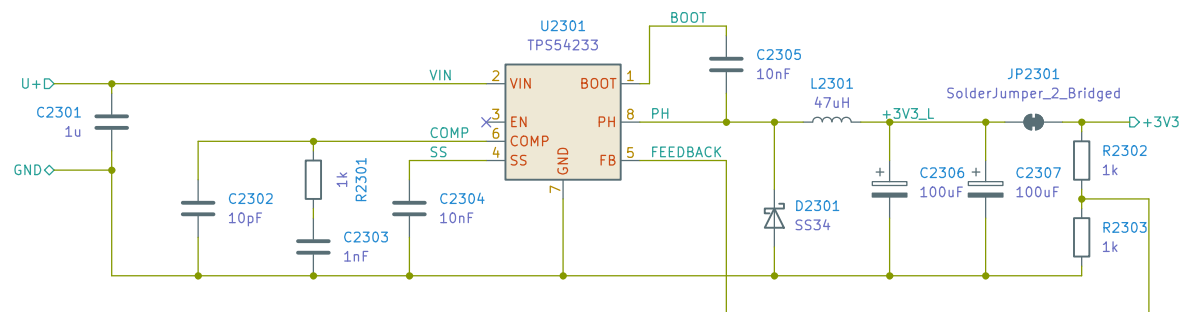 BOOT
U2301
TPS54233
C2305
10nF
JP2301
SolderJumper_2_Bridged
L2301
47uH
U+
VIN
2
VIN
BOOT
1
C2301
1u
3
EN
PH
8
PH
+3V3_L
+3V3
COMP
6
COMP
SS
4
SS
GND
FB
5
FEEDBACK
R2302
1k
GND
7
1k
R2301
C2302
10pF
C2304
10nF
D2301
SS34
+
C2306
100uF
+
C2307
100uF
C2303
1nF
R2303
1k